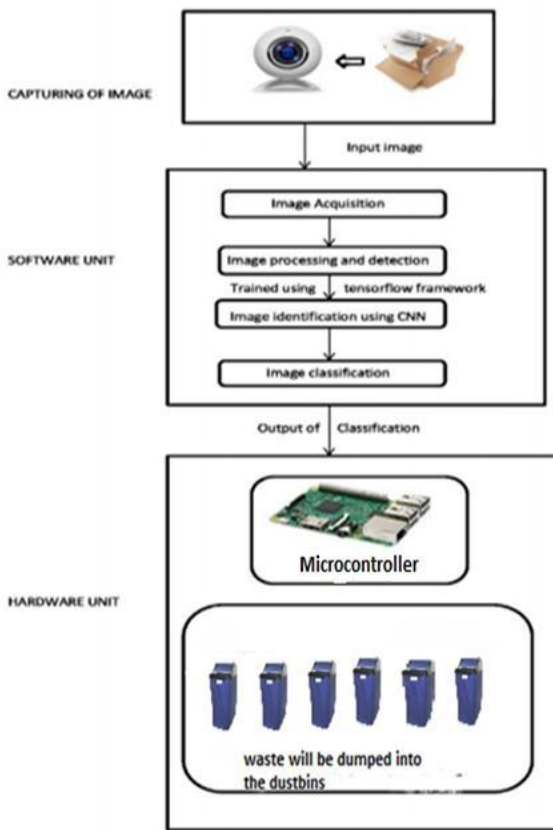 CAPTURING OF IMAGE
Input image
SOFTWARE UNIT
Image Acquisition
Image processing and detection
Trained using tensorflow framework
Image identification using CNN
Image classification
Output of Classification
HARDWARE UNIT
Microcontroller
waste will be dumped into
the dustbins